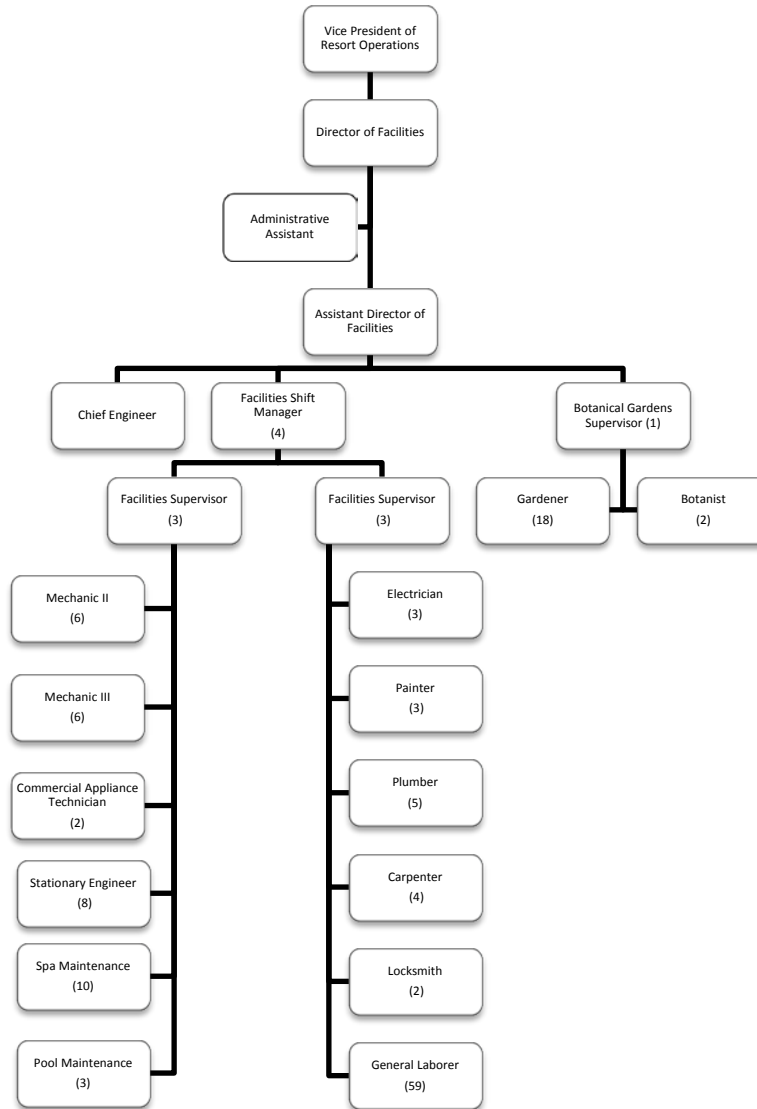 Vice President of
Resort Operations
Director of Facilities
Administrative
Assistant
Assistant Director of
Facilities
Chief Engineer
Facilities Shift
Manager
(4)
Botanical Gardens
Supervisor (1)
Facilities Supervisor
(3)
Facilities Supervisor
(3)
Gardener
(18)
Botanist
(2)
Mechanic II
(6)
Mechanic III
(6)
Commercial Appliance
Technician
(2)
Stationary Engineer
(8)
Spa Maintenance
(10)
Pool Maintenance
(3)
Electrician
(3)
Painter
(3)
Plumber
(5)
Carpenter
(4)
Locksmith
(2)
General Laborer
(59)